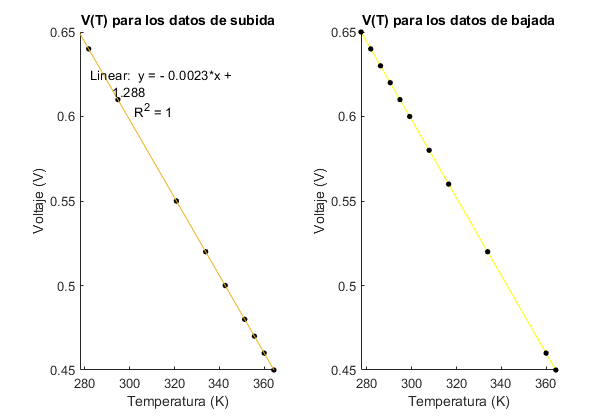 V(T) para los datos de subida
0.65
0.6
0.55
0.5
0.45
Voltaje (V)
Linear: y = - 0.0023*x +
1.288
R² = 1
280
300
320
340
360
Temperatura (K)
V(T) para los datos de bajada
0.65
0.6
0.55
0.5
0.45
Voltaje (V)
280
300
320
340
360
Temperatura (K)